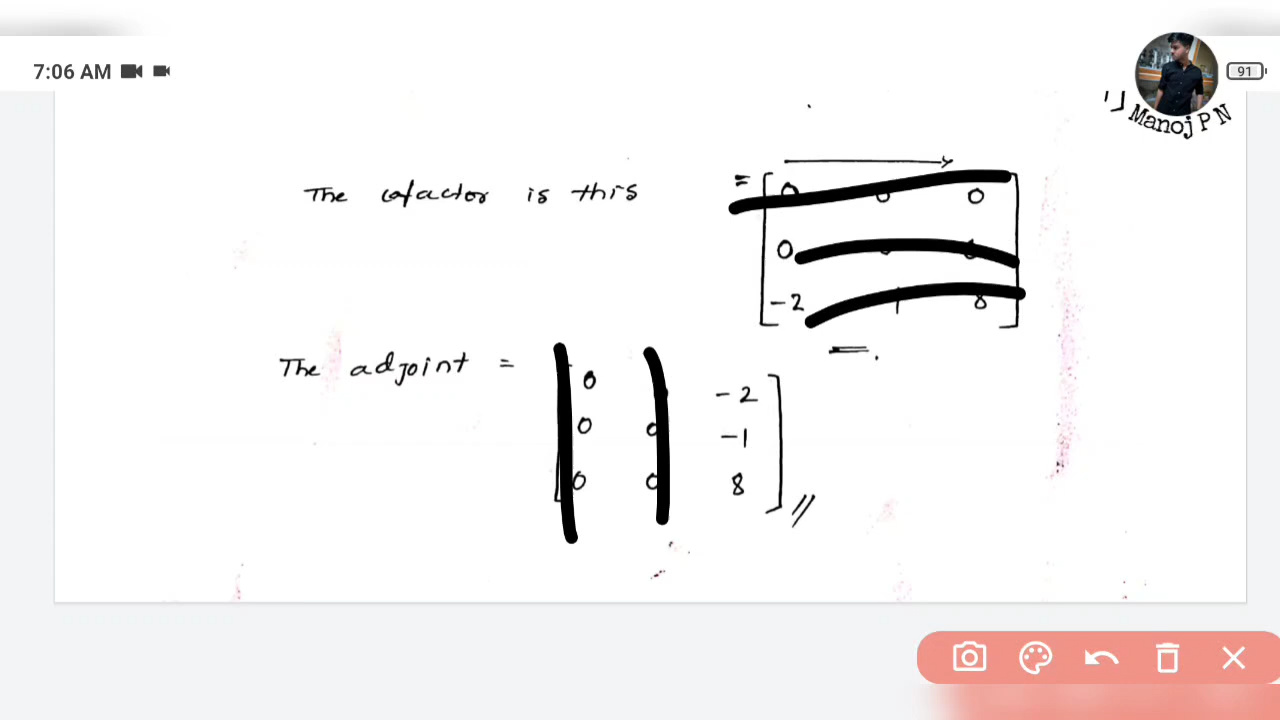 7:06 AM
91
Manoj P N
The cofactor is this = [ 0 0 0
0
-2 1 8 ]
The adjoint = [ 0 -2
0 0 -1
0 0 8 ] //